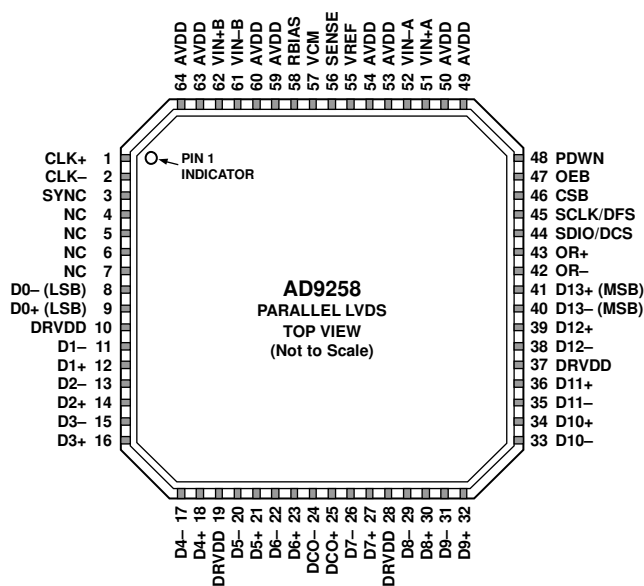 64 AVDD
63 AVDD
62 VIN+B
61 VIN–B
60 AVDD
59 AVDD
58 RBIAS
57 VCM
56 SENSE
55 VREF
54 AVDD
53 AVDD
52 VIN–A
51 VIN+A
50 AVDD
49 AVDD
CLK+ 1
CLK– 2
SYNC 3
NC 4
NC 5
NC 6
NC 7
D0– (LSB) 8
D0+ (LSB) 9
DRVDD 10
D1– 11
D1+ 12
D2– 13
D2+ 14
D3– 15
D3+ 16
PIN 1
INDICATOR
AD9258
PARALLEL LVDS
TOP VIEW
(Not to Scale)
48 PDWN
47 OEB
46 CSB
45 SCLK/DFS
44 SDIO/DCS
43 OR+
42 OR–
41 D13+ (MSB)
40 D13– (MSB)
39 D12+
38 D12–
37 DRVDD
36 D11+
35 D11–
34 D10+
33 D10–
D4– 17
D4+ 18
DRVDD 19
D5– 20
D5+ 21
D6– 22
D6+ 23
DCO– 24
DCO+ 25
D7– 26
D7+ 27
DRVDD 28
D8– 29
D8+ 30
D9– 31
D9+ 32